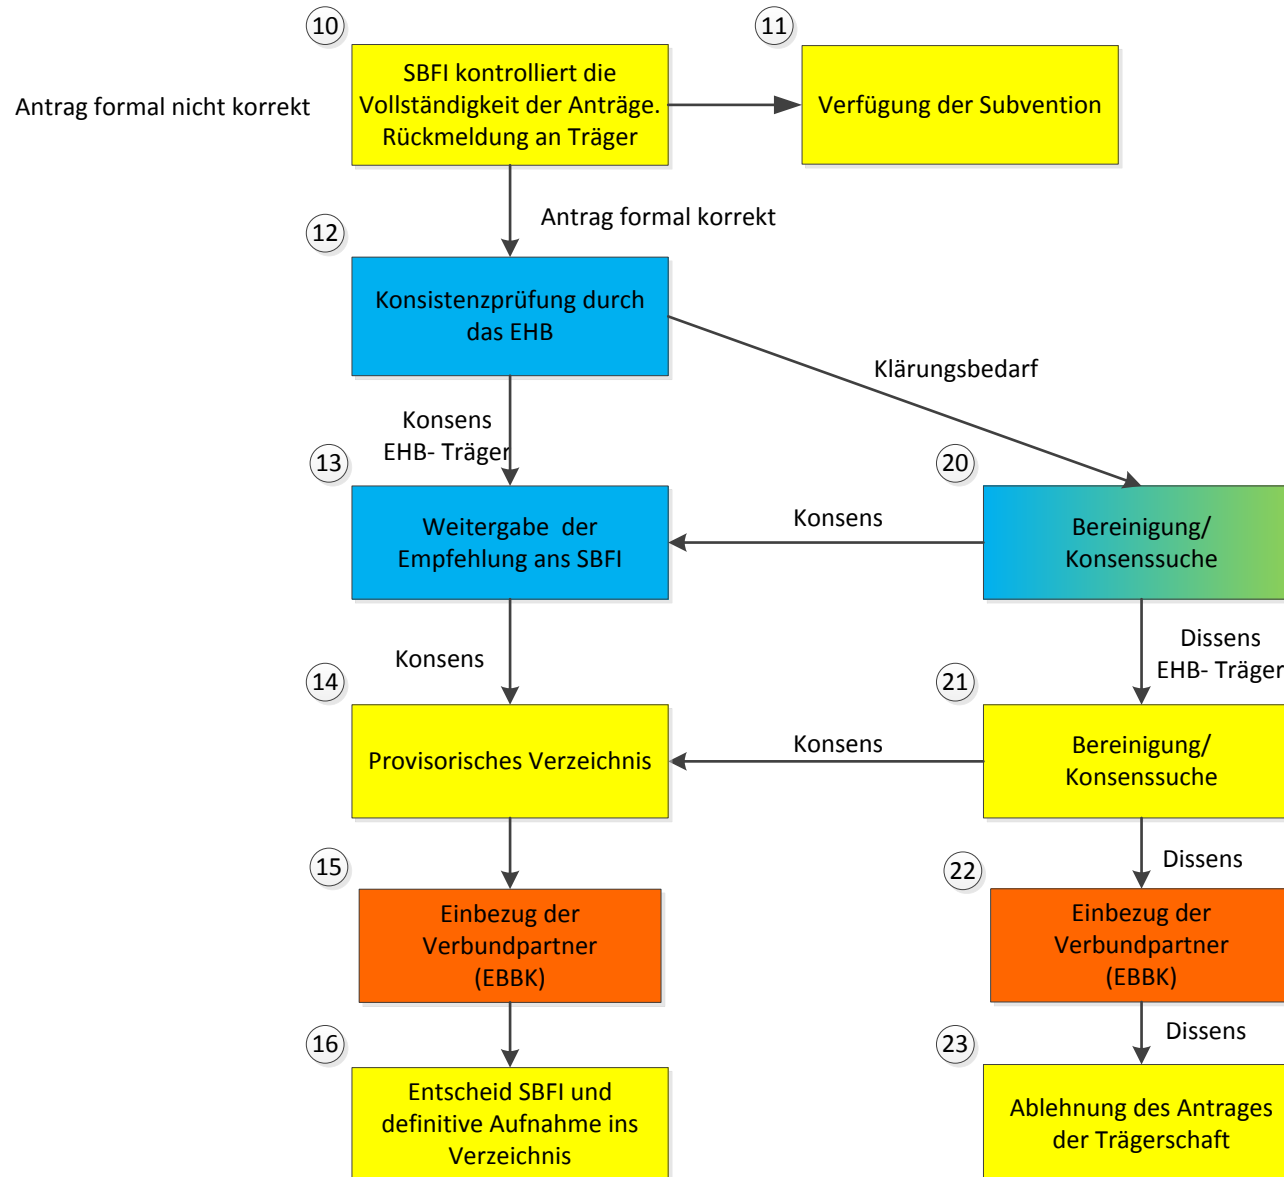 10
11
SBFI kontrolliert die
Vollständigkeit der Anträge.
Rückmeldung an Träger
Verfügung der Subvention
Antrag formal nicht korrekt
Antrag formal korrekt
12
Konsistenzprüfung durch
das EHB
Klärungsbedarf
Konsens
EHB- Träger
13
20
Weitergabe der
Empfehlung ans SBFI
Konsens
Bereinigung/
Konsenssuche
Konsens
Dissens
EHB- Träger
14
21
Provisorisches Verzeichnis
Konsens
Bereinigung/
Konsenssuche
Dissens
15
22
Einbezug der
Verbundpartner
(EBBK)
Einbezug der
Verbundpartner
(EBBK)
Dissens
16
23
Entscheid SBFI und
definitive Aufnahme ins
Verzeichnis
Ablehnung des Antrages
der Trägerschaft